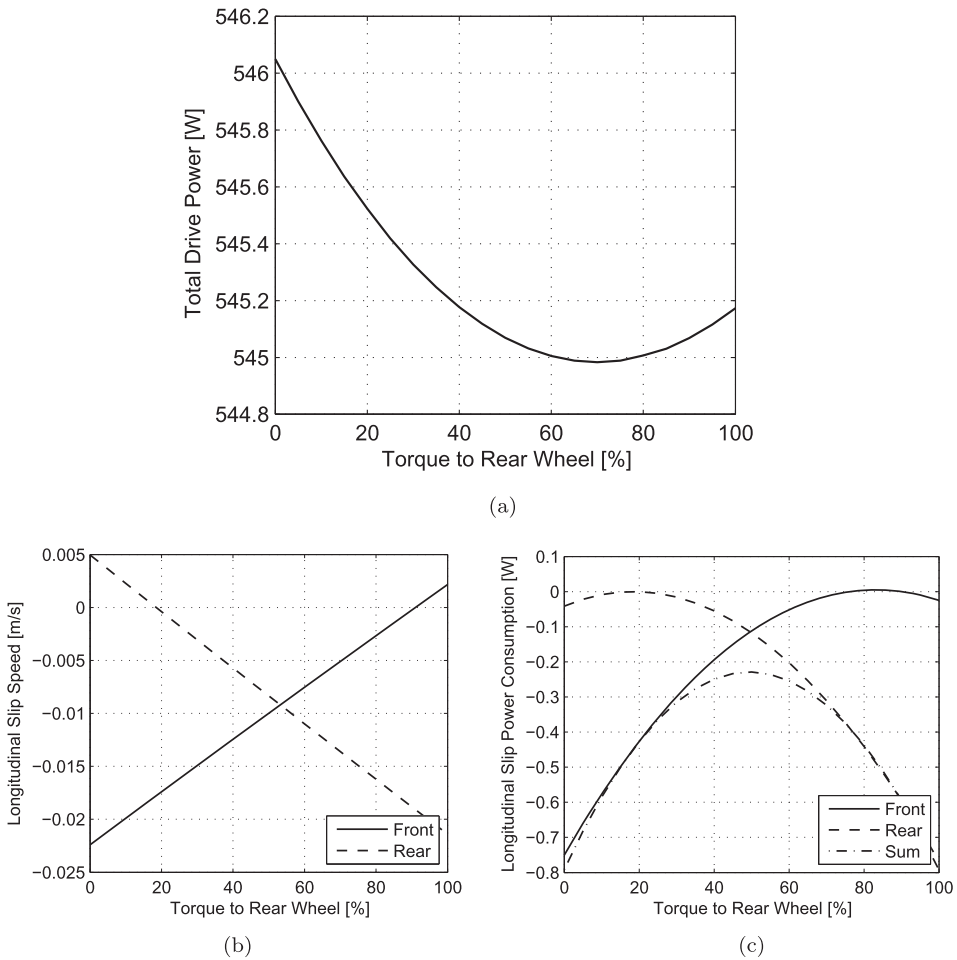 546.2
546
545.8
545.6
545.4
545.2
545
544.8
Total Drive Power [W]
0 20 40 60 80 100
Torque to Rear Wheel [%]
(a)
0.005
0
−0.005
−0.01
−0.015
−0.02
−0.025
Longitudinal Slip Speed [m/s]
Front
Rear
0 20 40 60 80 100
Torque to Rear Wheel [%]
(b)
0.1
0
−0.1
−0.2
−0.3
−0.4
−0.5
−0.6
−0.7
−0.8
Longitudinal Slip Power Consumption [W]
Front
Rear
Sum
0 20 40 60 80 100
Torque to Rear Wheel [%]
(c)